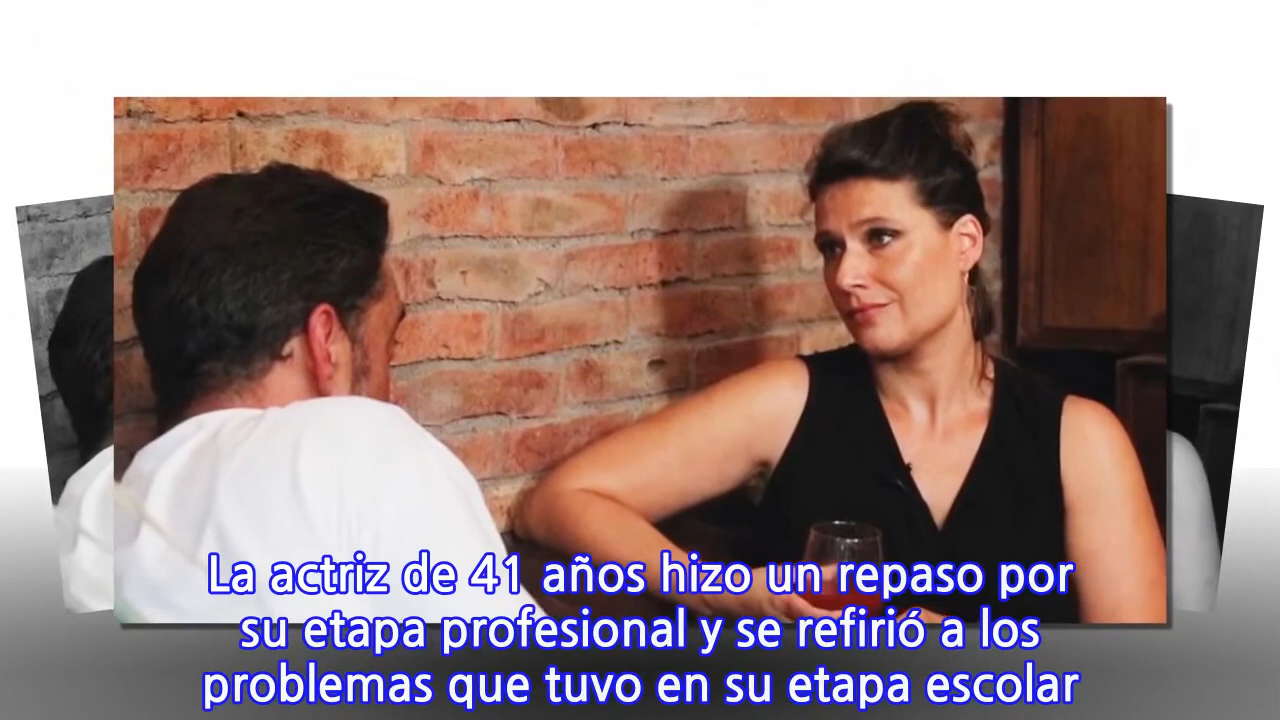 La actriz de 41 años hizo un repaso por
su etapa profesional y se refirió a los
problemas que tuvo en su etapa escolar